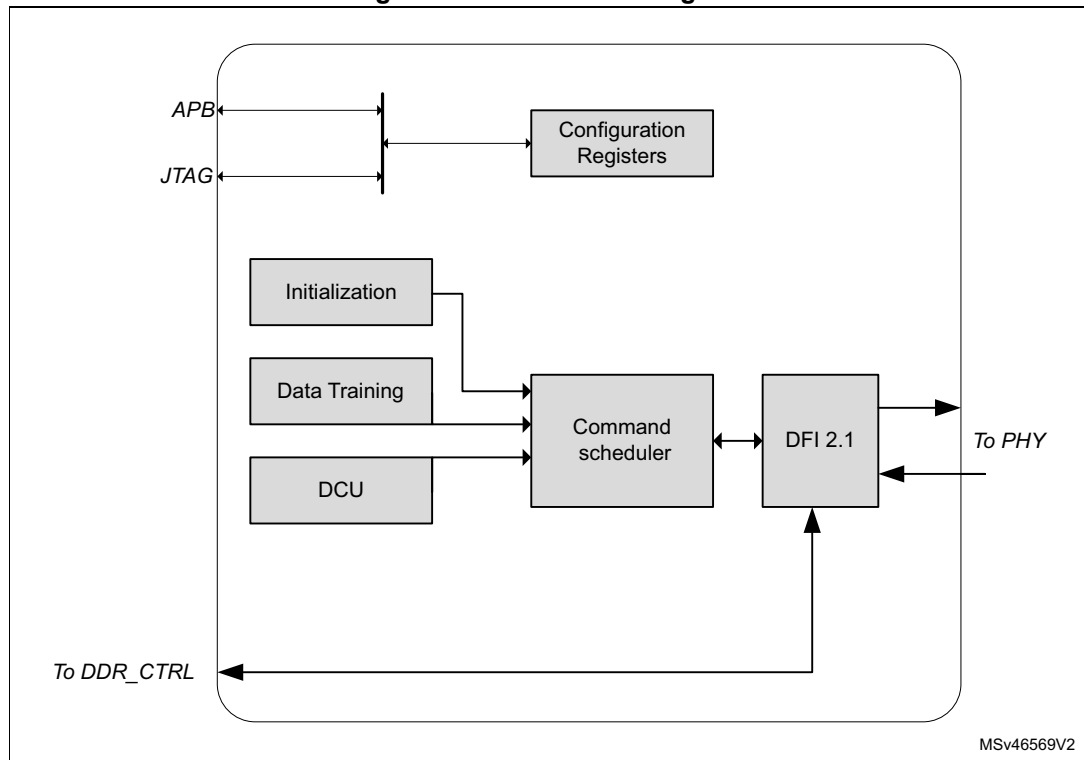 APB
JTAG
Configuration
Registers
Initialization
Data Training
DCU
Command
scheduler
DFI 2.1
To PHY
To DDR_CTRL
MSv46569V2